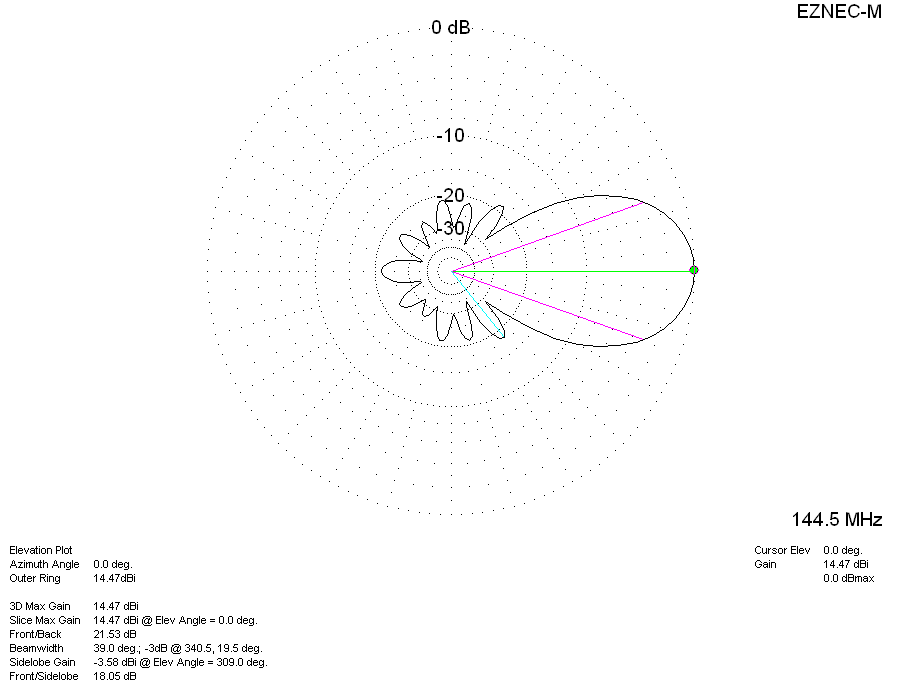 EZNEC-M
0 dB
-10
-20
-30
144.5 MHz
Elevation Plot
Azimuth Angle 0.0 deg.
Outer Ring 14.47dBi
Cursor Elev 0.0 deg.
Gain 14.47 dBi
0.0 dBmax
3D Max Gain 14.47 dBi
Slice Max Gain 14.47 dBi @ Elev Angle = 0.0 deg.
Front/Back 21.53 dB
Beamwidth 39.0 deg.; -3dB @ 340.5, 19.5 deg.
Sidelobe Gain -3.58 dBi @ Elev Angle = 309.0 deg.
Front/Sidelobe 18.05 dB